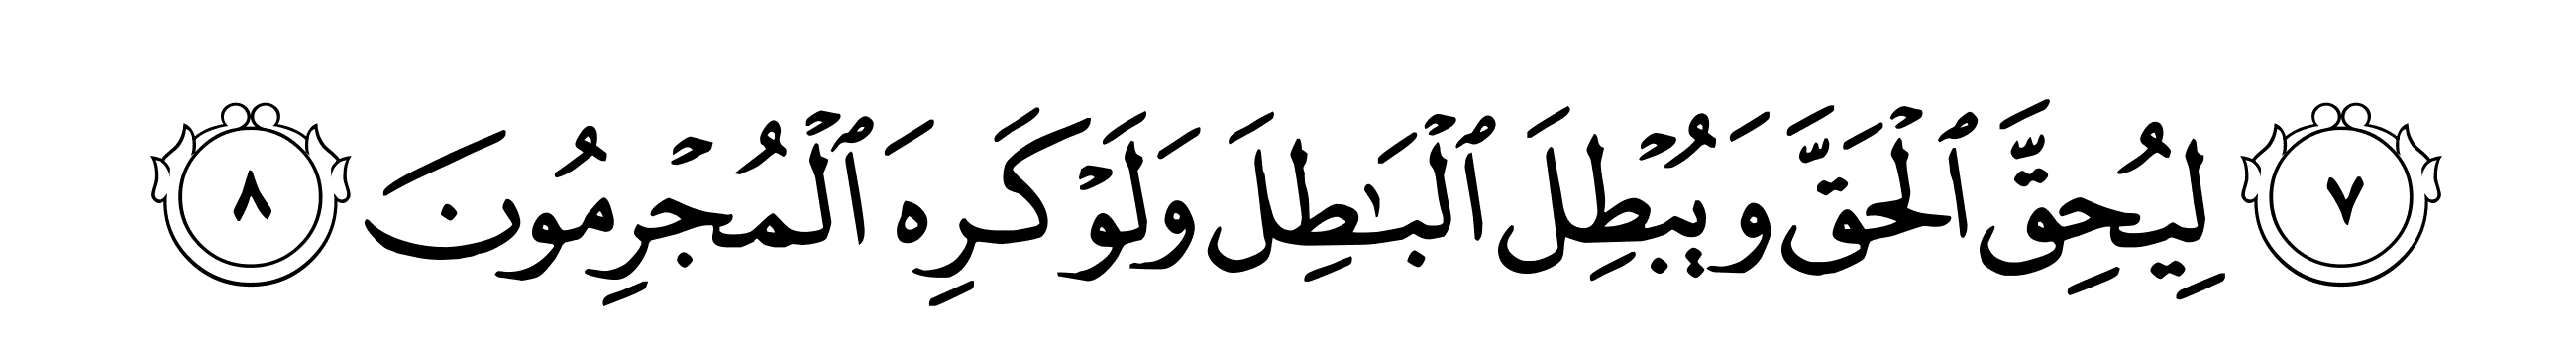 ٧ لِيُحِقَّ ٱلْحَقَّ وَيُبْطِلَ ٱلْبَـٰطِلَ وَلَوْ كَرِهَ ٱلْمُجْرِمُونَ ٨